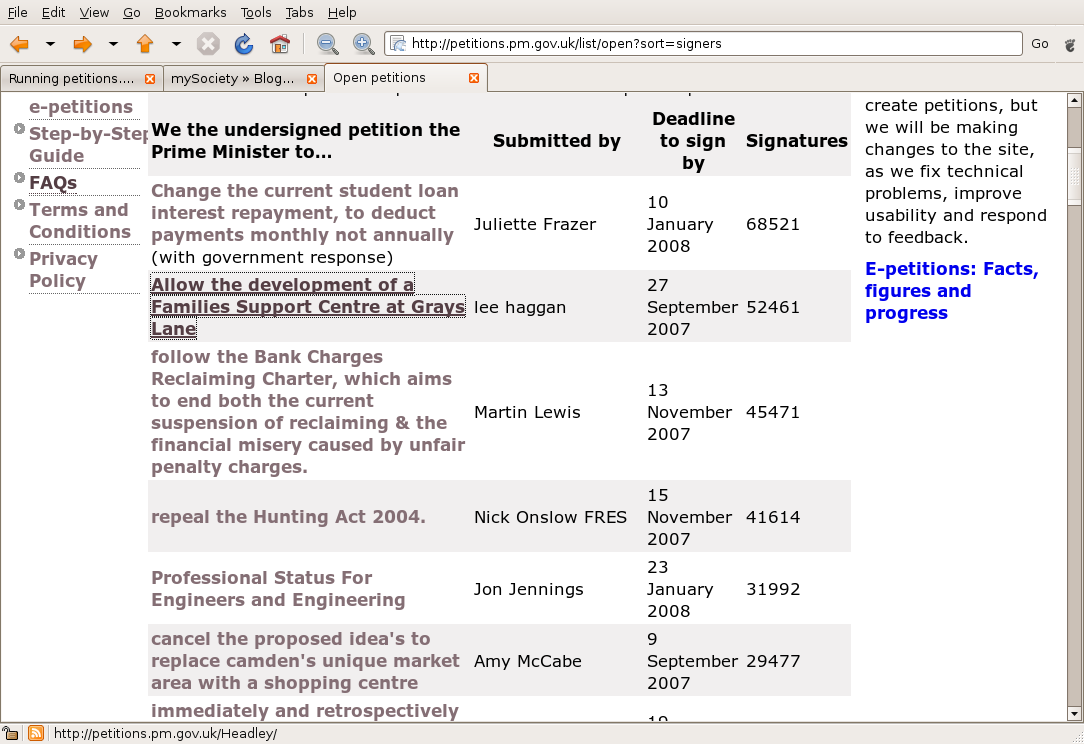 File Edit View Go Bookmarks Tools Tabs Help
http://petitions.pm.gov.uk/list/open?sort=signers
Go
Running petitions....
mySociety » Blog...
Open petitions
e-petitions
Step-by-Step
Guide
FAQs
Terms and
Conditions
Privacy
Policy
We the undersigned petition the
Prime Minister to...
Submitted by
Deadline
to sign
by
Signatures
Change the current student loan
interest repayment, to deduct
payments monthly not annually
(with government response)
Juliette Frazer
10
January
2008
68521
Allow the development of a
Families Support Centre at Grays
Lane
lee haggan
27
September
2007
52461
follow the Bank Charges
Reclaiming Charter, which aims
to end both the current
suspension of reclaiming & the
financial misery caused by unfair
penalty charges.
Martin Lewis
13
November
2007
45471
repeal the Hunting Act 2004.
Nick Onslow FRES
15
November
2007
41614
Professional Status For
Engineers and Engineering
Jon Jennings
23
January
2008
31992
cancel the proposed idea's to
replace camden's unique market
area with a shopping centre
Amy McCabe
9
September
2007
29477
immediately and retrospectively
create petitions, but
we will be making
changes to the site,
as we fix technical
problems, improve
usability and respond
to feedback.
E-petitions: Facts,
figures and
progress
http://petitions.pm.gov.uk/Headley/